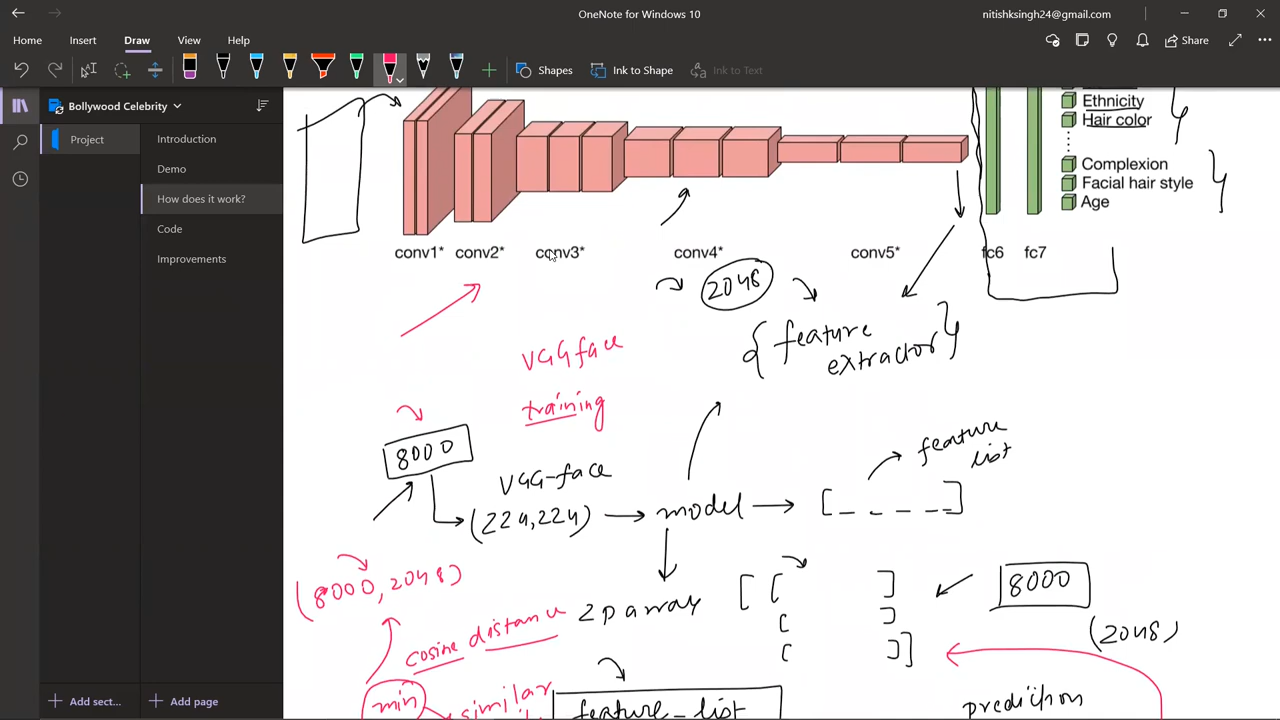 OneNote for Windows 10
nitishksingh24@gmail.com
Home
Insert
Draw
View
Help
Share
Shapes
Ink to Shape
Ink to Text
Bollywood Celebrity
Project
Introduction
Demo
How does it work?
Code
Improvements
Add sect...
Add page
Ethnicity
Hair color
Complexion
Facial hair style
Age
conv1*
conv2*
conv3*
conv4*
conv5*
fc6
fc7
2048
{ feature
extractor }
VGGface
training
8000
VGG-face
(224,224)
model
[_ _ _ _]
feature
list
(8000,2048)
cosine distance
2D array
[[ ]
[ ]
[ ]]
8000
(2048)
min
similar
feature_list
prediction